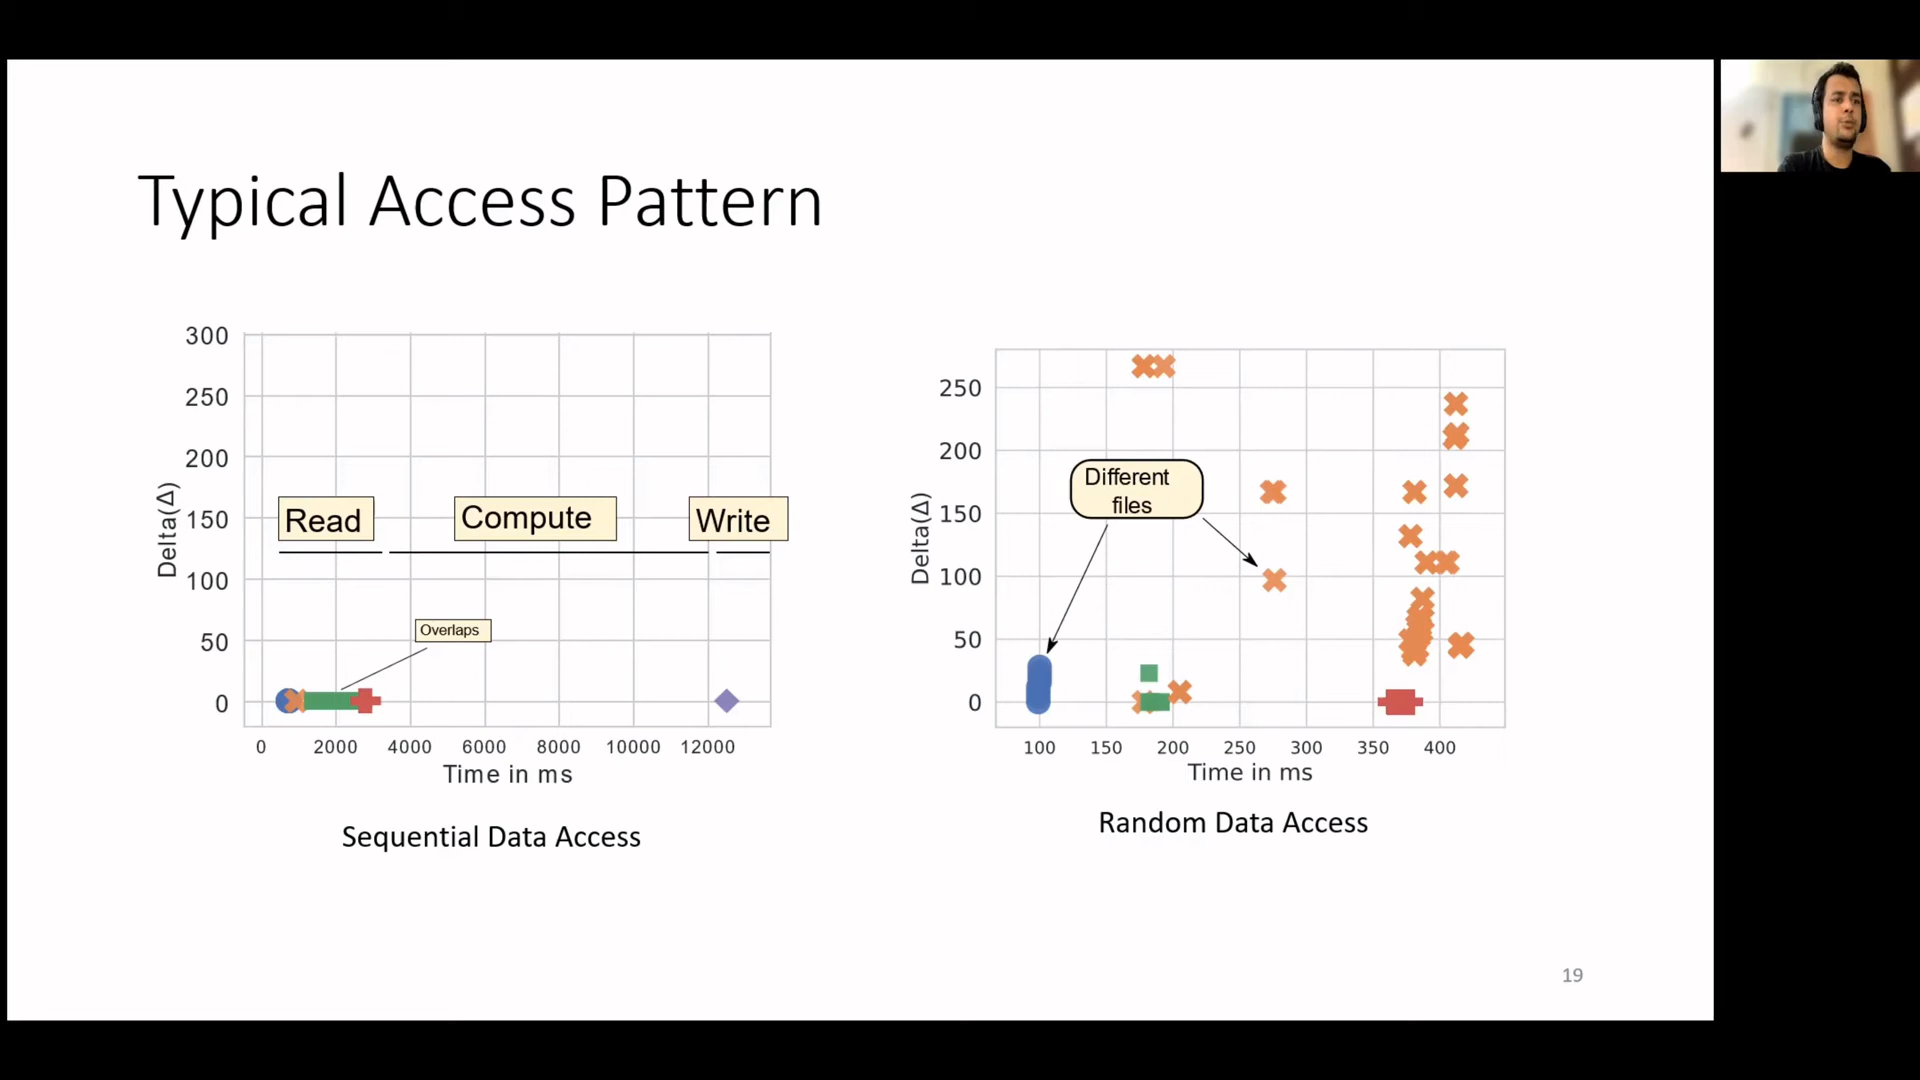 Typical Access Pattern
300
250
200
150
100
50
0
Delta(Δ)
Read
Compute
Write
Overlaps
0 2000 4000 6000 8000 10000 12000
Time in ms
Sequential Data Access
250
200
150
100
50
0
Delta(Δ)
Different
files
100 150 200 250 300 350 400
Time in ms
Random Data Access
19